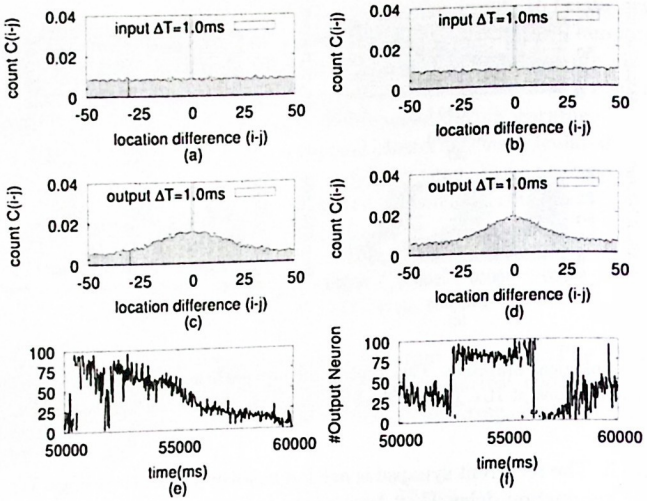 0.04
input ΔT=1.0ms
0.02
0
count C(i-j)
-50 -25 0 25 50
location difference (i-j)
(a)
0.04
input ΔT=1.0ms
0.02
0
count C(i-j)
-50 -25 0 25 50
location difference (i-j)
(b)
0.04
output ΔT=1.0ms
0.02
0
count C(i-j)
-50 -25 0 25 50
location difference (i-j)
(c)
0.04
output ΔT=1.0ms
0.02
0
count C(i-j)
-50 -25 0 25 50
location difference (i-j)
(d)
100
75
50
25
0
50000 55000 60000
time(ms)
(e)
#Output Neuron
100
75
50
25
0
50000 55000 60000
time(ms)
(f)